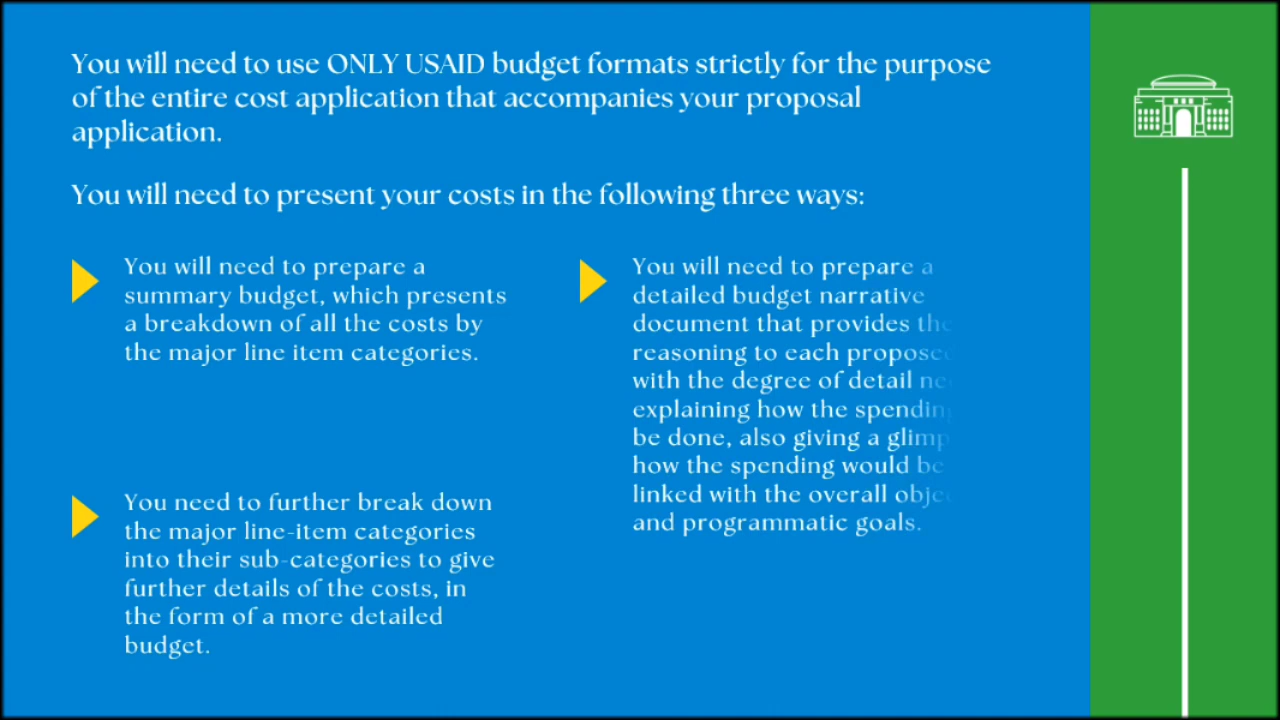 You will need to use ONLY USAID budget formats strictly for the purpose
of the entire cost application that accompanies your proposal
application.
You will need to present your costs in the following three ways:
You will need to prepare a
summary budget, which presents
a breakdown of all the costs by
the major line item categories.
You need to further break down
the major line-item categories
into their sub-categories to give
further details of the costs, in
the form of a more detailed
budget.
You will need to prepare a
detailed budget narrative
document that provides the
reasoning to each proposed
with the degree of detail
explaining how the spending
be done, also giving a
how the spending would be
linked with the overall
and programmatic goals.